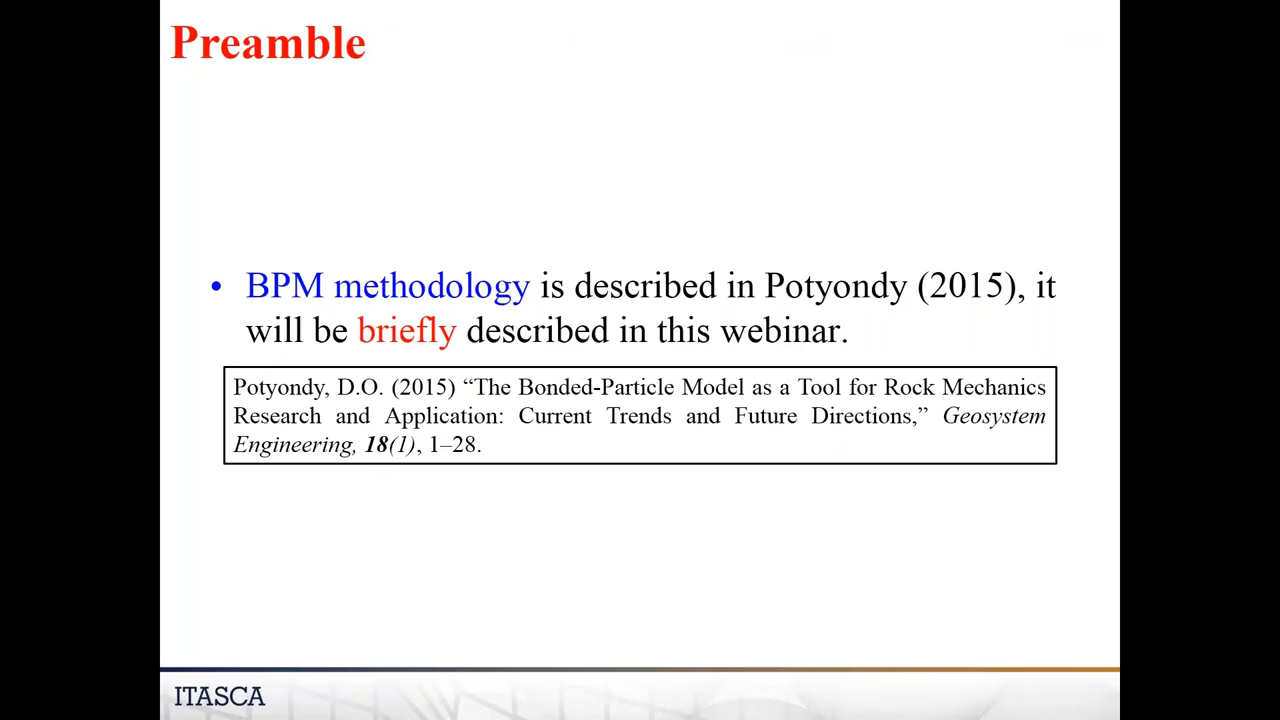 Preamble
• BPM methodology is described in Potyondy (2015), it
will be briefly described in this webinar.
Potyondy, D.O. (2015) “The Bonded-Particle Model as a Tool for Rock Mechanics
Research and Application: Current Trends and Future Directions,” Geosystem
Engineering, 18(1), 1–28.
ITASCA